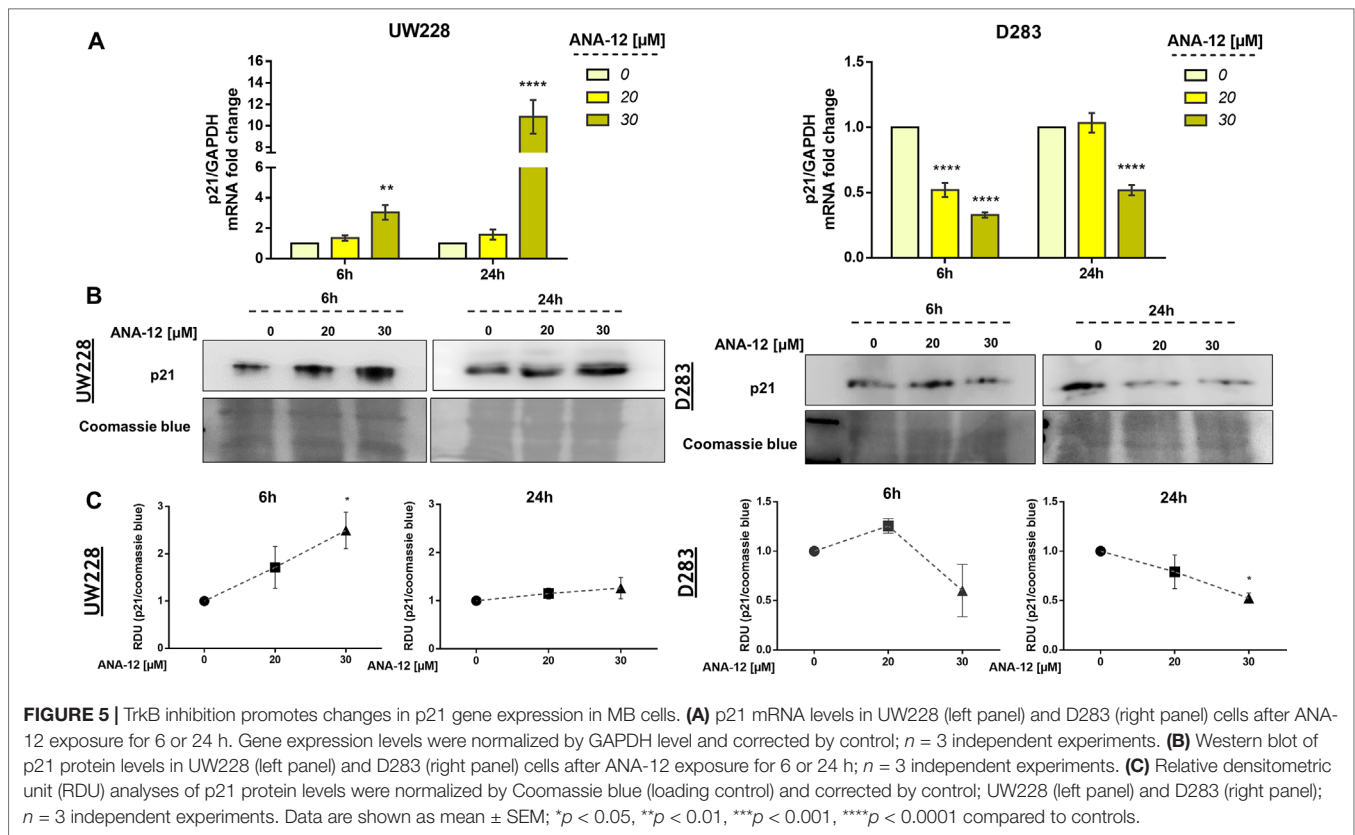 A
UW228
ANA-12 [µM]
0
20
30
p21/GAPDH
mRNA fold change
16
14
12
10
8
6
4
2
0
**
****
6h
24h
D283
ANA-12 [µM]
0
20
30
p21/GAPDH
mRNA fold change
1.5
1.0
0.5
0.0
****
****
****
6h
24h
B
UW228
6h
24h
ANA-12 [µM] 0 20 30 0 20 30
p21
Coomassie blue
D283
6h
24h
ANA-12 [µM] 0 20 30 0 20 30
p21
Coomassie blue
C
UW228
6h
RDU (p21/coomassie blue)
3
2
1
0
*
ANA-12 [µM] 0 20 30
24h
RDU (p21/coomassie blue)
3
2
1
0
ANA-12 [µM] 0 20 30
D283
6h
RDU (p21/coomassie blue)
1.5
1.0
0.5
0.0
ANA-12 [µM] 0 20 30
24h
RDU (p21/coomassie blue)
1.5
1.0
0.5
0.0
*
ANA-12 [µM] 0 20 30
FIGURE 5 | TrkB inhibition promotes changes in p21 gene expression in MB cells. (A) p21 mRNA levels in UW228 (left panel) and D283 (right panel) cells after ANA-
12 exposure for 6 or 24 h. Gene expression levels were normalized by GAPDH level and corrected by control; n = 3 independent experiments. (B) Western blot of
p21 protein levels in UW228 (left panel) and D283 (right panel) cells after ANA-12 exposure for 6 or 24 h; n = 3 independent experiments. (C) Relative densitometric
unit (RDU) analyses of p21 protein levels were normalized by Coomassie blue (loading control) and corrected by control; UW228 (left panel) and D283 (right panel);
n = 3 independent experiments. Data are shown as mean ± SEM; *p < 0.05, **p < 0.01, ***p < 0.001, ****p < 0.0001 compared to controls.